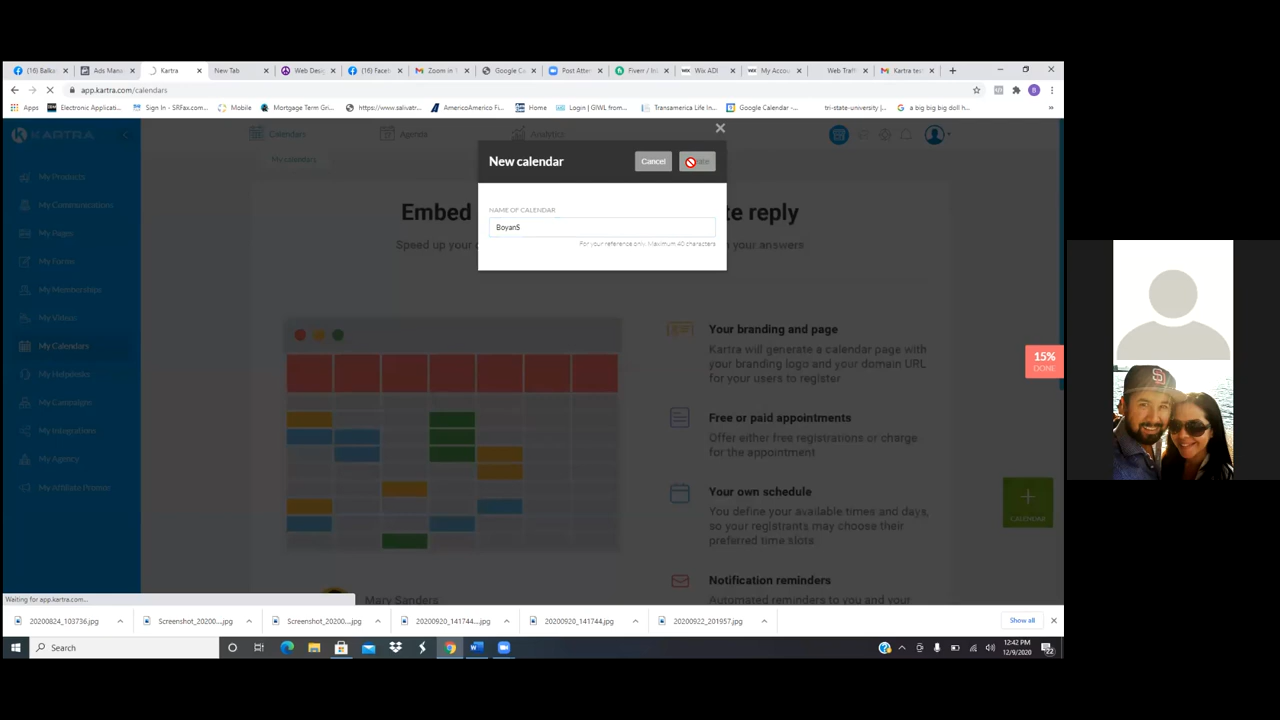 (16) Balka
Ads Mana
Kartra
New Tab
Web Desig
(16) Faceb
Zoom in
Google C
Post Atten
Fiverr / In
Wix ADI
My Accou
Web Traffi
Kartra tes
app.kartra.com/calendars
Apps
Electronic Applicati...
Sign In - SRFax.com...
Mobile
Mortgage Term Gri...
https://www.salivatr...
AmericoAmerico Fi...
Home
Login | GIWL from...
Transamerica Life In...
Google Calendar -...
tri-state-university |...
a big big big doll h...
»
KARTRA
Calendars
Agenda
Analytics
My calendars
New calendar
Cancel
NAME OF CALENDAR
BoyanS
For your reference only. Maximum 40 characters
My Products
My Communications
My Pages
My Forms
My Memberships
My Videos
My Calendars
My Helpdesks
My Campaigns
My Integrations
My Agency
My Affiliate Promos
Embed
te reply
Speed up your
your answers
Your branding and page
Kartra will generate a calendar page with
your branding logo and your domain URL
for your users to register
Free or paid appointments
Offer either free registrations or charge
for the appointment
Your own schedule
You define your available times and days,
so your registrants may choose their
preferred time slots.
Notification reminders
Automated reminders to you and your
Mary Sanders
15%
DONE
CALENDAR
Waiting for app.kartra.com...
20200824_103736.jpg
Screenshot_20200....jpg
Screenshot_20200....jpg
20200920_141744....jpg
20200920_141744.jpg
20200922_201957.jpg
Show all
Search
12:42 PM
12/9/2020
22